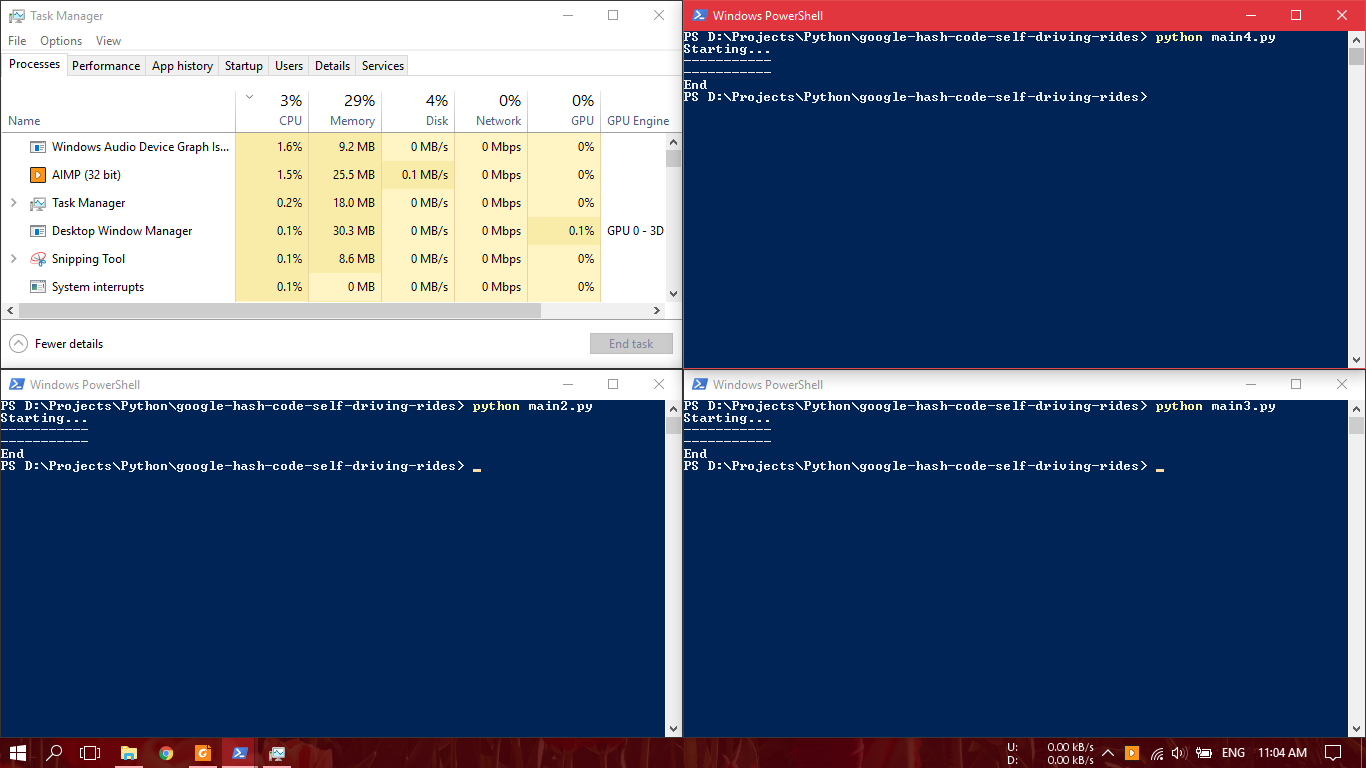 Task Manager
File Options View
Processes Performance App history Startup Users Details Services
3% 29% 4% 0% 0%
Name CPU Memory Disk Network GPU GPU Engine
Windows Audio Device Graph Is... 1.6% 9.2 MB 0 MB/s 0 Mbps 0%
AIMP (32 bit) 1.5% 25.5 MB 0.1 MB/s 0 Mbps 0%
Task Manager 0.2% 18.0 MB 0 MB/s 0 Mbps 0%
Desktop Window Manager 0.1% 30.3 MB 0 MB/s 0 Mbps 0.1% GPU 0 - 3D
Snipping Tool 0.1% 8.6 MB 0 MB/s 0 Mbps 0%
System interrupts 0.1% 0 MB 0 MB/s 0 Mbps 0%
Fewer details End task
Windows PowerShell
PS D:\Projects\Python\google-hash-code-self-driving-rides> python main4.py
Starting...
-----------
-----------
End
PS D:\Projects\Python\google-hash-code-self-driving-rides>
Windows PowerShell
PS D:\Projects\Python\google-hash-code-self-driving-rides> python main2.py
Starting...
-----------
-----------
End
PS D:\Projects\Python\google-hash-code-self-driving-rides> _
Windows PowerShell
PS D:\Projects\Python\google-hash-code-self-driving-rides> python main3.py
Starting...
-----------
-----------
End
PS D:\Projects\Python\google-hash-code-self-driving-rides> _
U: 0.00 kB/s
D: 0.00 kB/s
ENG 11:04 AM